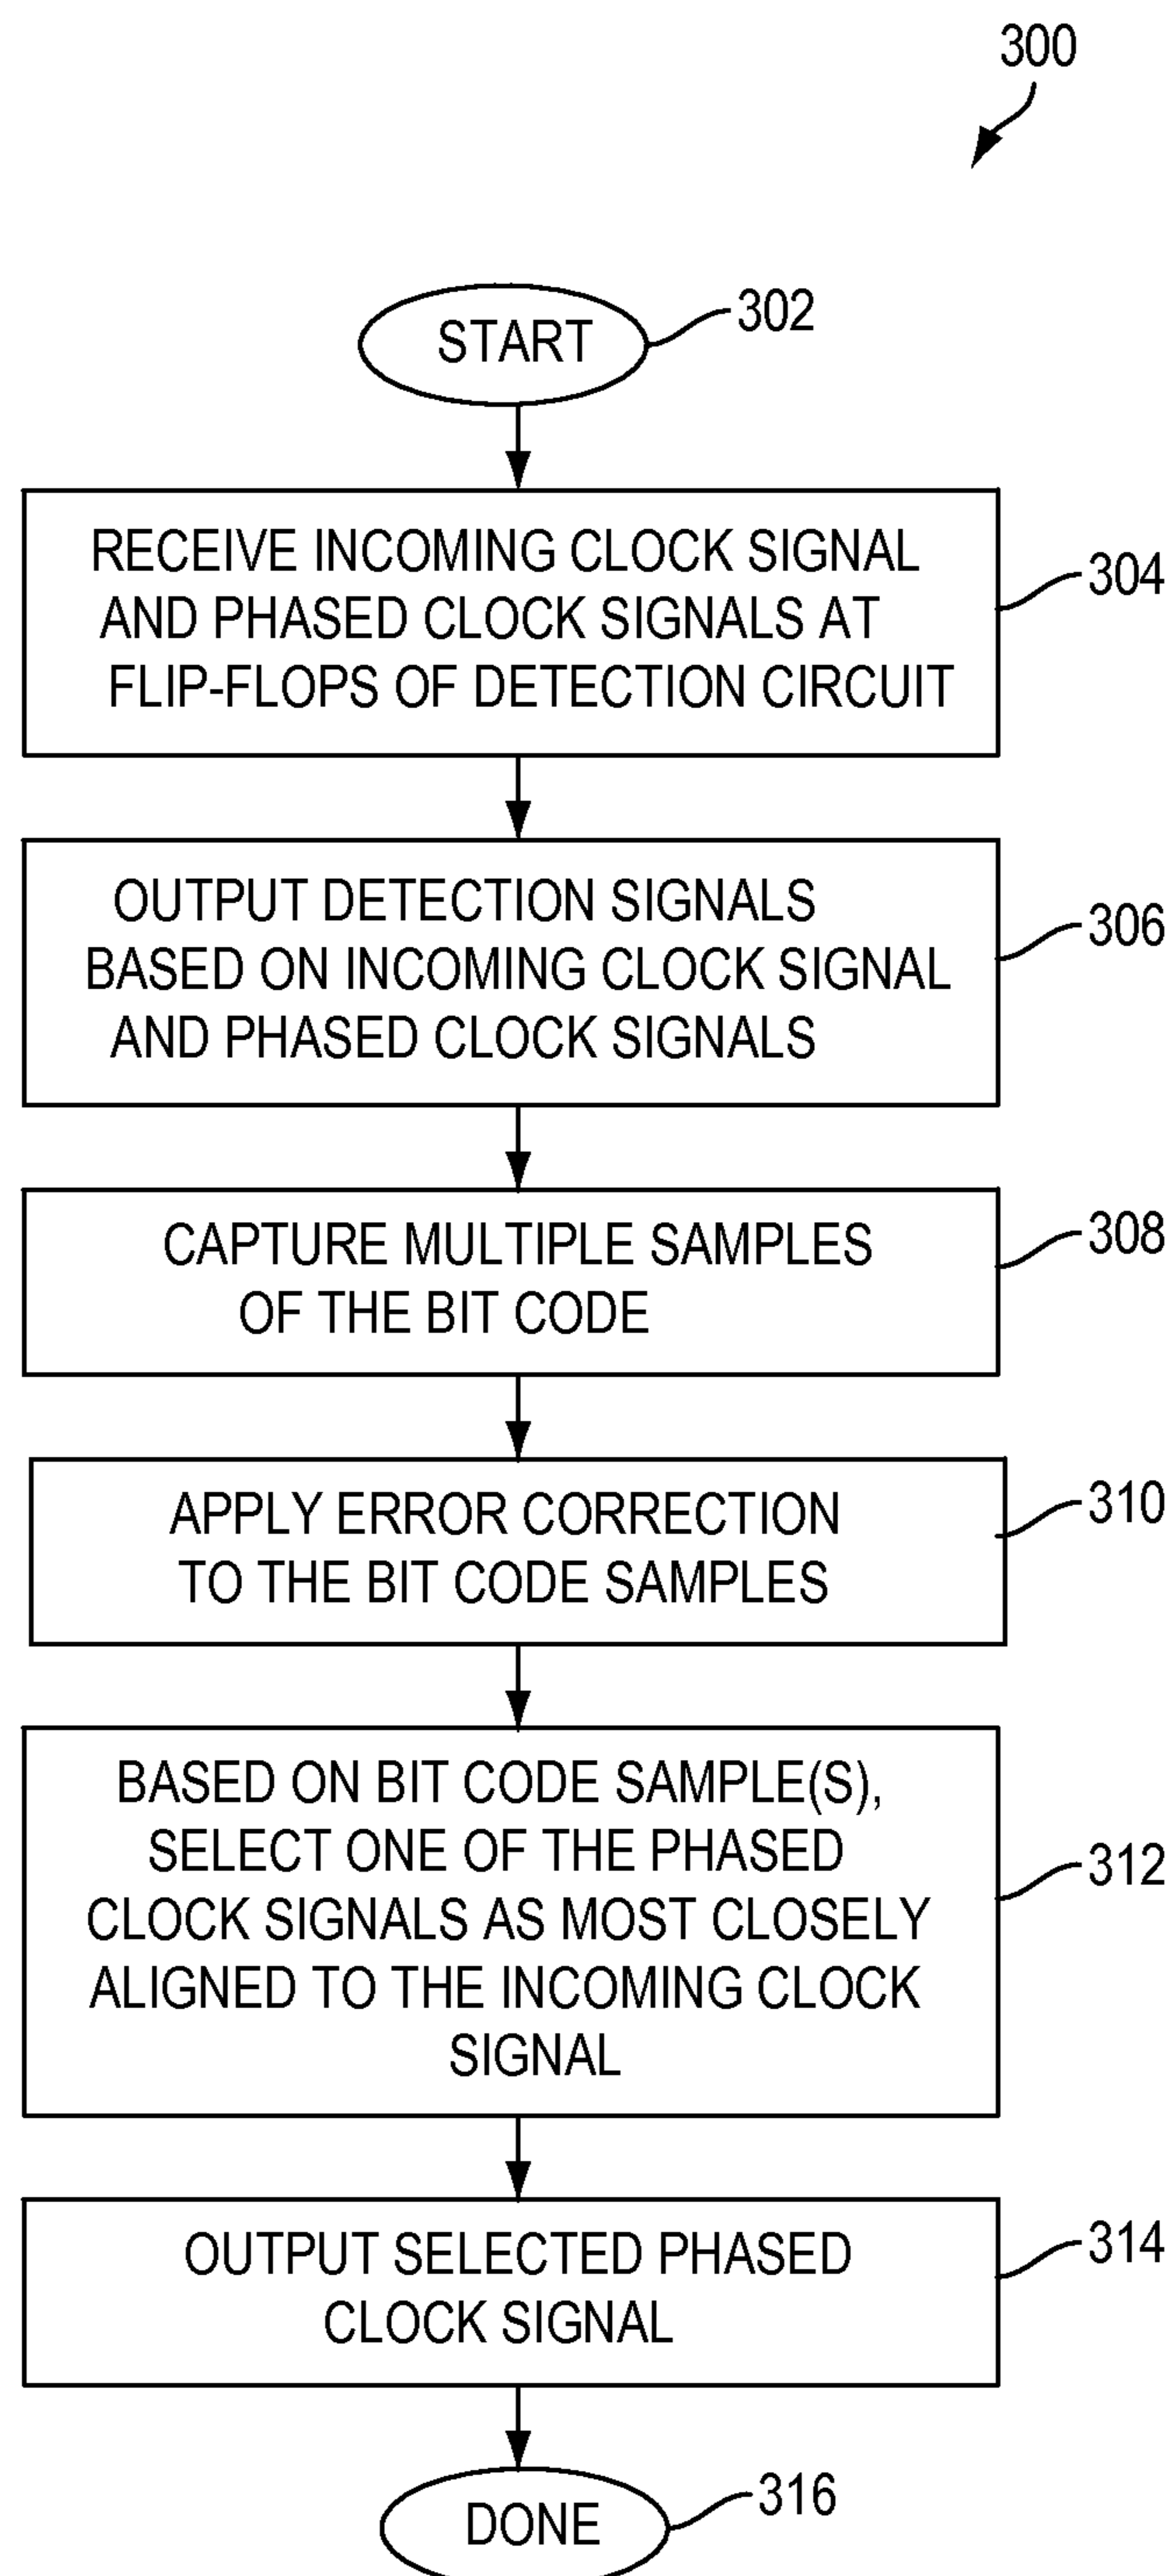 300
START
302
RECEIVE INCOMING CLOCK SIGNAL
AND PHASED CLOCK SIGNALS AT
FLIP-FLOPS OF DETECTION CIRCUIT
304
OUTPUT DETECTION SIGNALS
BASED ON INCOMING CLOCK SIGNAL
AND PHASED CLOCK SIGNALS
306
CAPTURE MULTIPLE SAMPLES
OF THE BIT CODE
308
APPLY ERROR CORRECTION
TO THE BIT CODE SAMPLES
310
BASED ON BIT CODE SAMPLE(S),
SELECT ONE OF THE PHASED
CLOCK SIGNALS AS MOST CLOSELY
ALIGNED TO THE INCOMING CLOCK
SIGNAL
312
OUTPUT SELECTED PHASED
CLOCK SIGNAL
314
DONE
316